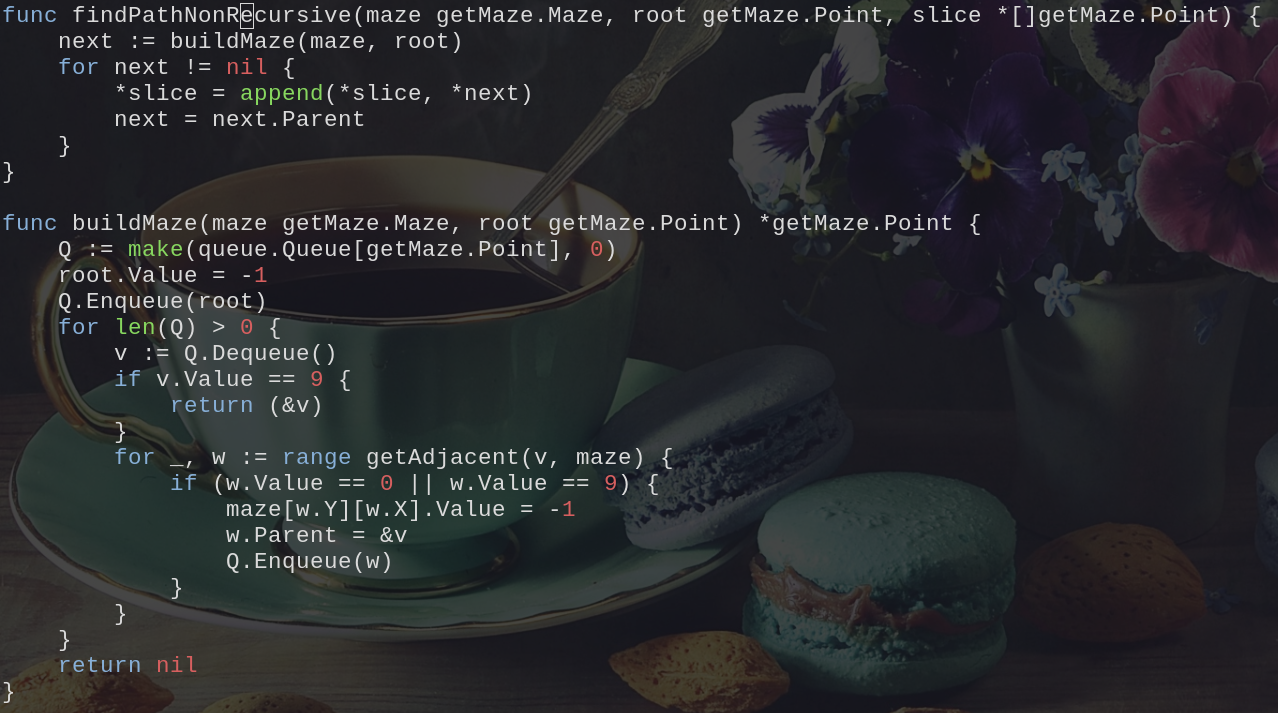 func findPathNonRecursive(maze getMaze.Maze, root getMaze.Point, slice *[]getMaze.Point) {
    next := buildMaze(maze, root)
    for next != nil {
        *slice = append(*slice, *next)
        next = next.Parent
    }
}

func buildMaze(maze getMaze.Maze, root getMaze.Point) *getMaze.Point {
    Q := make(queue.Queue[getMaze.Point], 0)
    root.Value = -1
    Q.Enqueue(root)
    for len(Q) > 0 {
        v := Q.Dequeue()
        if v.Value == 9 {
            return (&v)
        }
        for _, w := range getAdjacent(v, maze) {
            if (w.Value == 0 || w.Value == 9) {
                maze[w.Y][w.X].Value = -1
                w.Parent = &v
                Q.Enqueue(w)
            }
        }
    }
    return nil
}